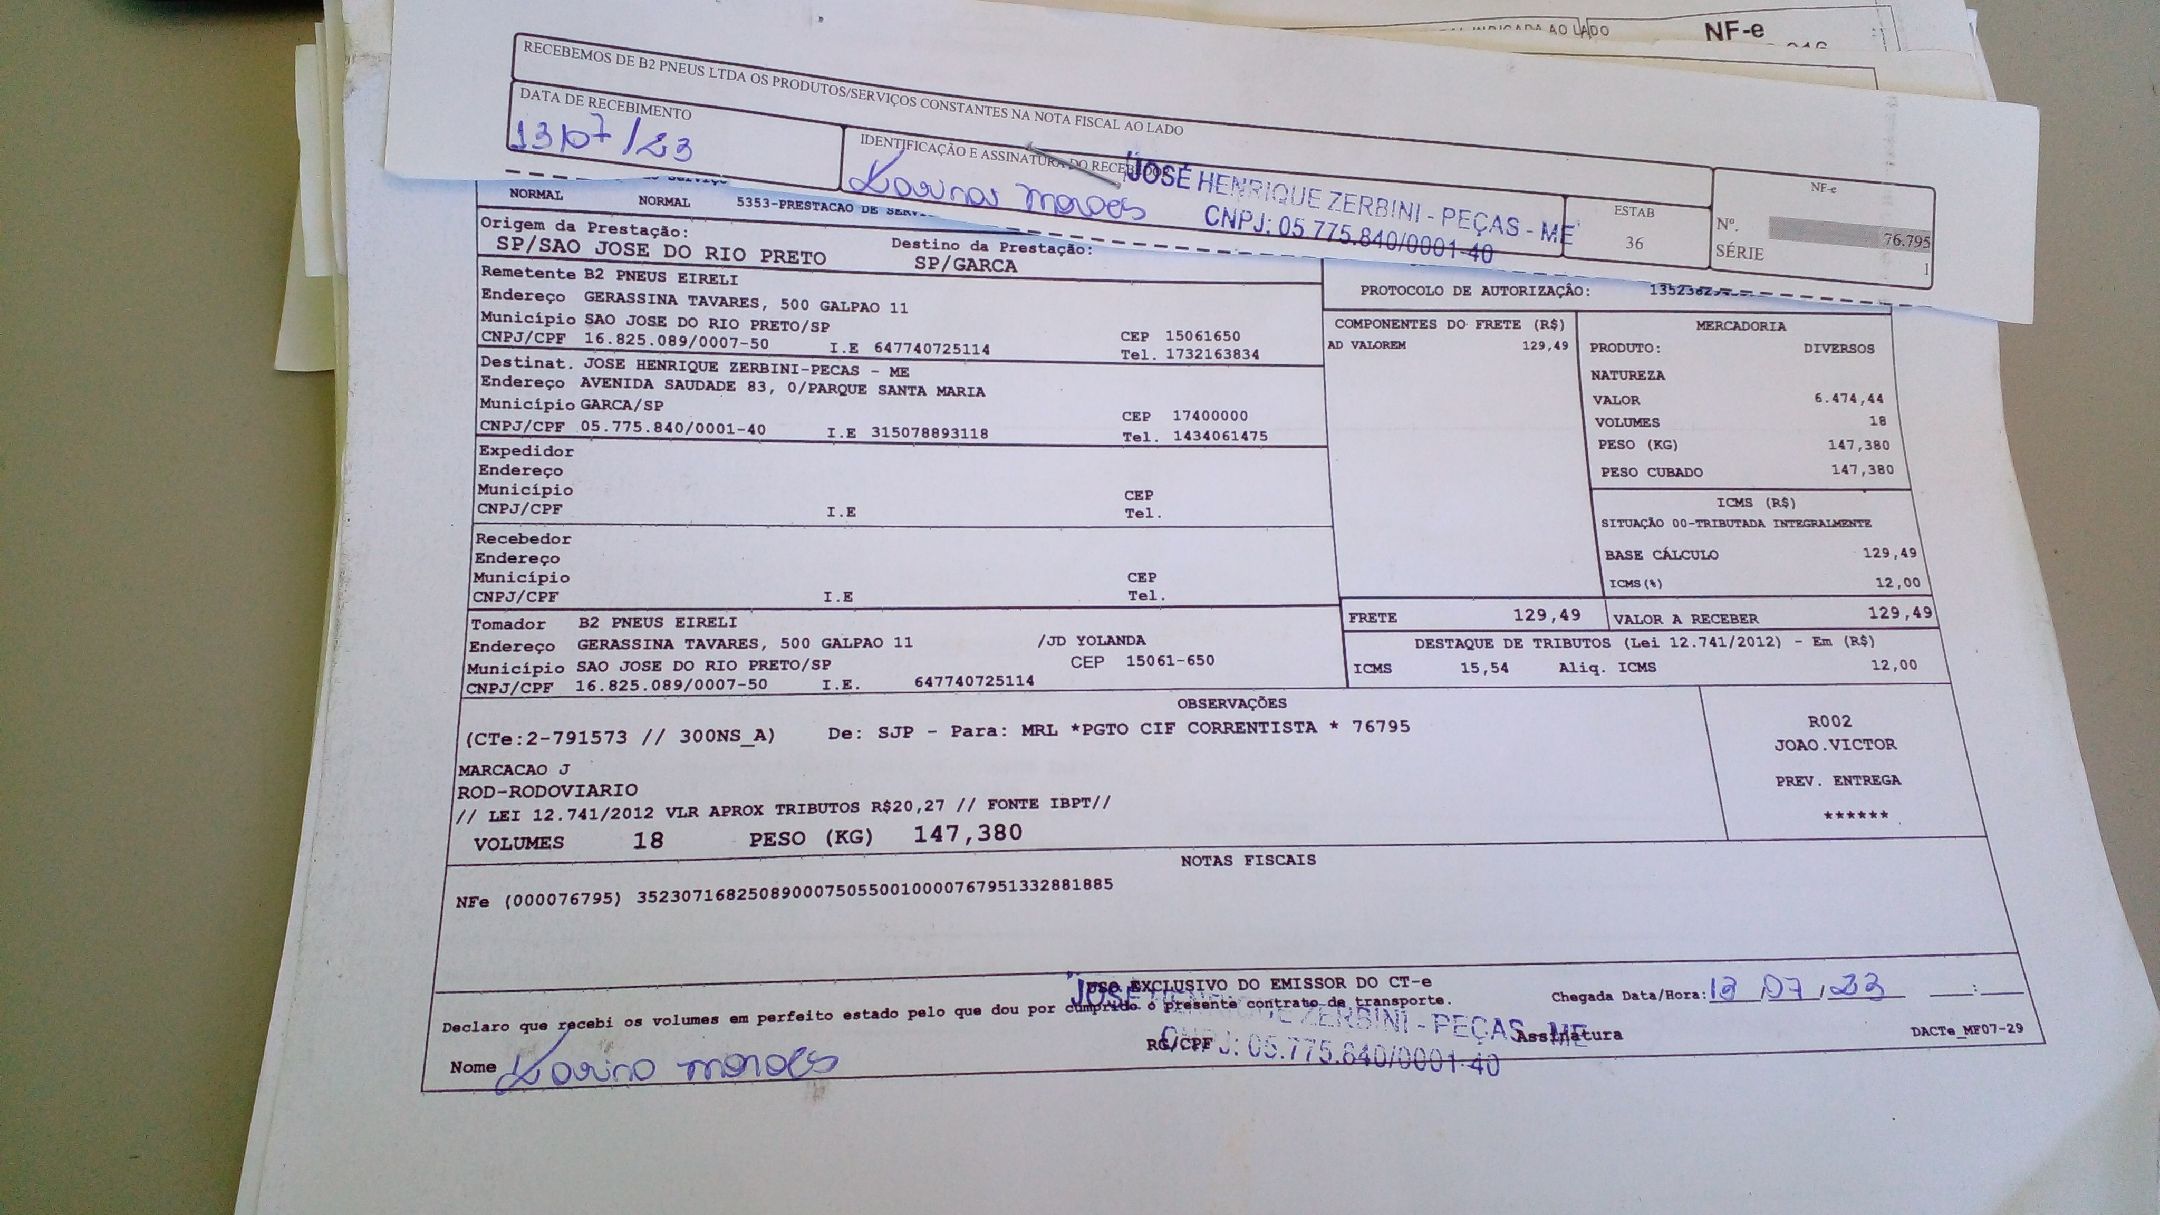 INDICADA AO LADO
NF-e
RECEBEMOS DE B2 PNEUS LTDA OS PRODUTOS/SERVIÇOS CONSTANTES NA NOTA FISCAL AO LADO
DATA DE RECEBIMENTO
13/07/23
IDENTIFICAÇÃO E ASSINATURA DO RECEBEDOR
Karina Moraes
JOSÉ HENRIQUE ZERBINI - PEÇAS - ME
CNPJ: 05.775.840/0001-40
ESTAB
36
NF-e
Nº. 76.795
SÉRIE 1
NORMAL NORMAL 5353-PRESTACAO DE
Origem da Prestação: Destino da Prestação:
SP/SAO JOSE DO RIO PRETO SP/GARCA
PROTOCOLO DE AUTORIZAÇÃO:
Remetente B2 PNEUS EIRELI
Endereço GERASSINA TAVARES, 500 GALPAO 11
Município SAO JOSE DO RIO PRETO/SP CEP 15061650
CNPJ/CPF 16.825.089/0007-50 I.E 647740725114 Tel. 1732163834
Destinat. JOSE HENRIQUE ZERBINI-PECAS - ME
Endereço AVENIDA SAUDADE 83, 0/PARQUE SANTA MARIA
Município GARCA/SP CEP 17400000
CNPJ/CPF 05.775.840/0001-40 I.E 315078893118 Tel. 1434061475
Expedidor
Endereço
Município CEP
CNPJ/CPF I.E Tel.
Recebedor
Endereço
Município CEP
CNPJ/CPF I.E Tel.
Tomador B2 PNEUS EIRELI
Endereço GERASSINA TAVARES, 500 GALPAO 11 /JD YOLANDA
Município SAO JOSE DO RIO PRETO/SP CEP 15061-650
CNPJ/CPF 16.825.089/0007-50 I.E. 647740725114
COMPONENTES DO FRETE (R$)
AD VALOREM 129,49
MERCADORIA
PRODUTO: DIVERSOS
NATUREZA
VALOR 6.474,44
VOLUMES 18
PESO (KG) 147,380
PESO CUBADO 147,380
ICMS (R$)
SITUAÇÃO 00-TRIBUTADA INTEGRALMENTE
BASE CÁLCULO 129,49
ICMS(%) 12,00
FRETE 129,49 VALOR A RECEBER 129,49
DESTAQUE DE TRIBUTOS (Lei 12.741/2012) - Em (R$)
ICMS 15,54 Aliq. ICMS 12,00
OBSERVAÇÕES
(CTe:2-791573 // 300NS_A) De: SJP - Para: MRL *PGTO CIF CORRENTISTA * 76795
MARCACAO J
ROD-RODOVIARIO
// LEI 12.741/2012 VLR APROX TRIBUTOS R$20,27 // FONTE IBPT//
VOLUMES 18 PESO (KG) 147,380
R002
JOAO.VICTOR
PREV. ENTREGA
******
NOTAS FISCAIS
NFe (000076795) 35230716825089000750550010000767951332881885
USO EXCLUSIVO DO EMISSOR DO CT-e
Declaro que recebi os volumes em perfeito estado pelo que dou por cumprido o presente contrato de transporte.
Chegada Data/Hora: 13/07/23 __:__
JOSÉ HENRIQUE ZERBINI - PEÇAS - ME
CNPJ: 05.775.840/0001-40
Nome Karina Moraes RG/CPF Assinatura
DACTe_MF07-29